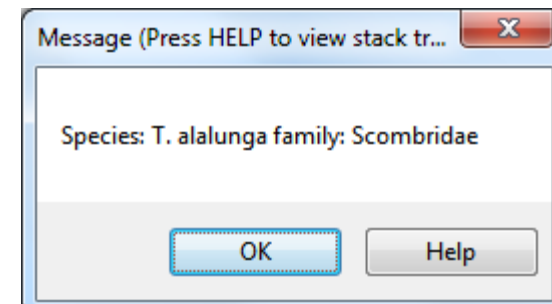 Message (Press HELP to view stack tr...
Species: T. alalunga family: Scombridae
OK Help